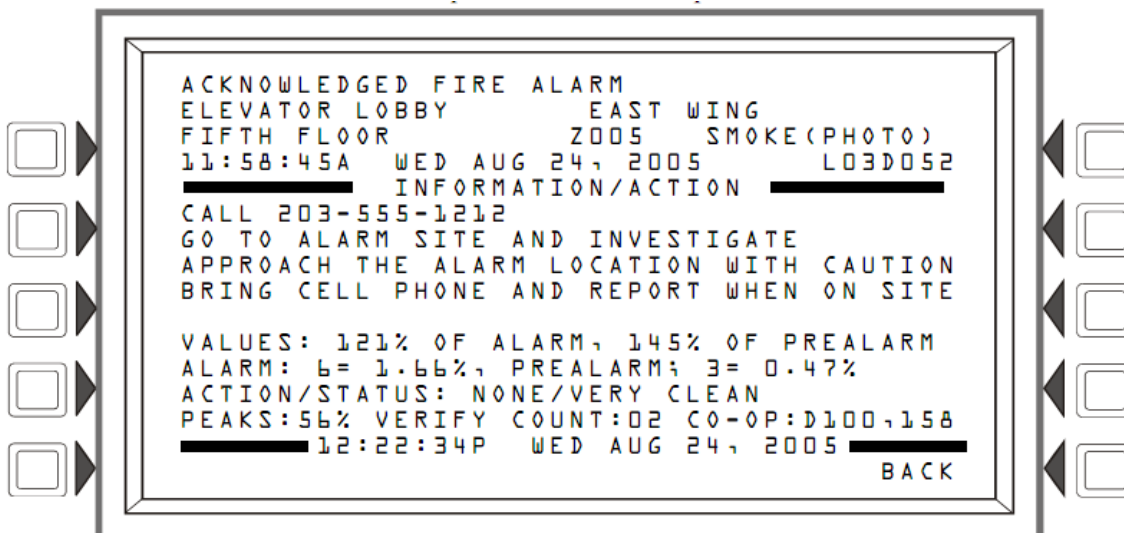 ACKNOWLEDGED FIRE ALARM
ELEVATOR LOBBY EAST WING
FIFTH FLOOR Z005 SMOKE(PHOTO)
11:58:45A WED AUG 24, 2005 L03D052
INFORMATION/ACTION
CALL 203-555-1212
GO TO ALARM SITE AND INVESTIGATE
APPROACH THE ALARM LOCATION WITH CAUTION
BRING CELL PHONE AND REPORT WHEN ON SITE
VALUES: 121% OF ALARM, 145% OF PREALARM
ALARM: 6= 1.66%, PREALARM; 3= 0.47%
ACTION/STATUS: NONE/VERY CLEAN
PEAKS:56% VERIFY COUNT:02 CO-OP:D100,158
12:22:34P WED AUG 24, 2005
BACK